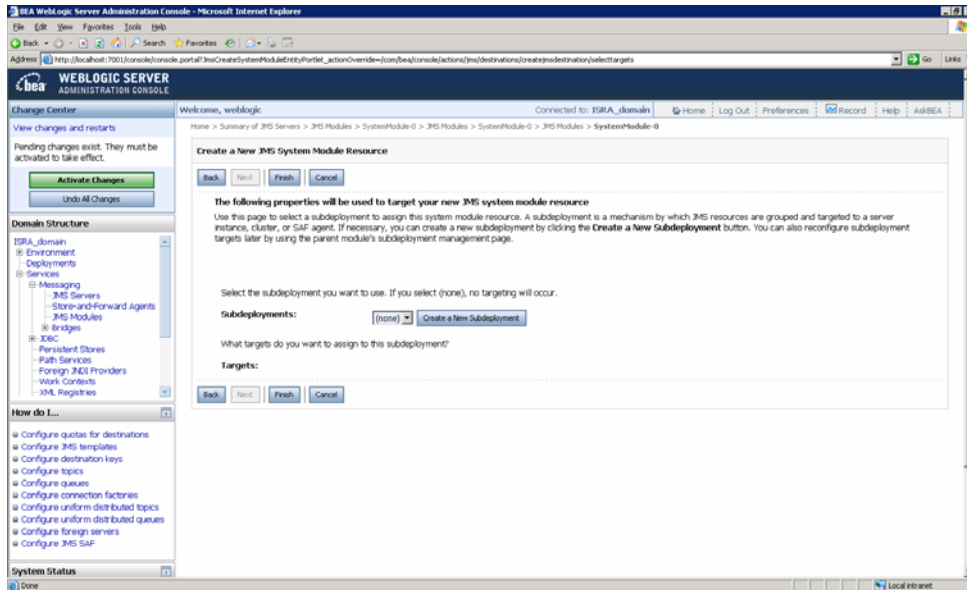 BEA WebLogic Server Administration Console - Microsoft Internet Explorer
File Edit View Favorites Tools Help
Back Search Favorites
Address http://localhost:7001/console/console.portal?JmsCreateSystemModuleEntityPortlet_actionOverride=/com/bea/console/actions/jms/destinations/createjmsdestination/selecttargets Go Links
bea WEBLOGIC SERVER
ADMINISTRATION CONSOLE
Change Center
View changes and restarts
Pending changes exist. They must be
activated to take effect.
Activate Changes
Undo All Changes
Domain Structure
ISRA_domain
Environment
Deployments
Services
Messaging
JMS Servers
Store-and-Forward Agents
JMS Modules
Bridges
JDBC
Persistent Stores
Path Services
Foreign JNDI Providers
Work Contexts
XML Registries
How do I...
Configure quotas for destinations
Configure JMS templates
Configure destination keys
Configure topics
Configure queues
Configure connection factories
Configure uniform distributed topics
Configure uniform distributed queues
Configure foreign servers
Configure JMS SAF
System Status
Welcome, weblogic Connected to: ISRA_domain Home Log Out Preferences Record Help AskBEA
Home > Summary of JMS Servers > JMS Modules > SystemModule-0 > JMS Modules > SystemModule-0 > JMS Modules > SystemModule-0
Create a New JMS System Module Resource
Back Next Finish Cancel
The following properties will be used to target your new JMS system module resource
Use this page to select a subdeployment to assign this system module resource. A subdeployment is a mechanism by which JMS resources are grouped and targeted to a server
instance, cluster, or SAF agent. If necessary, you can create a new subdeployment by clicking the Create a New Subdeployment button. You can also reconfigure subdeployment
targets later by using the parent module's subdeployment management page.
Select the subdeployment you want to use. If you select (none), no targeting will occur.
Subdeployments: (none) Create a New Subdeployment
What targets do you want to assign to this subdeployment?
Targets:
Back Next Finish Cancel
Done Local intranet